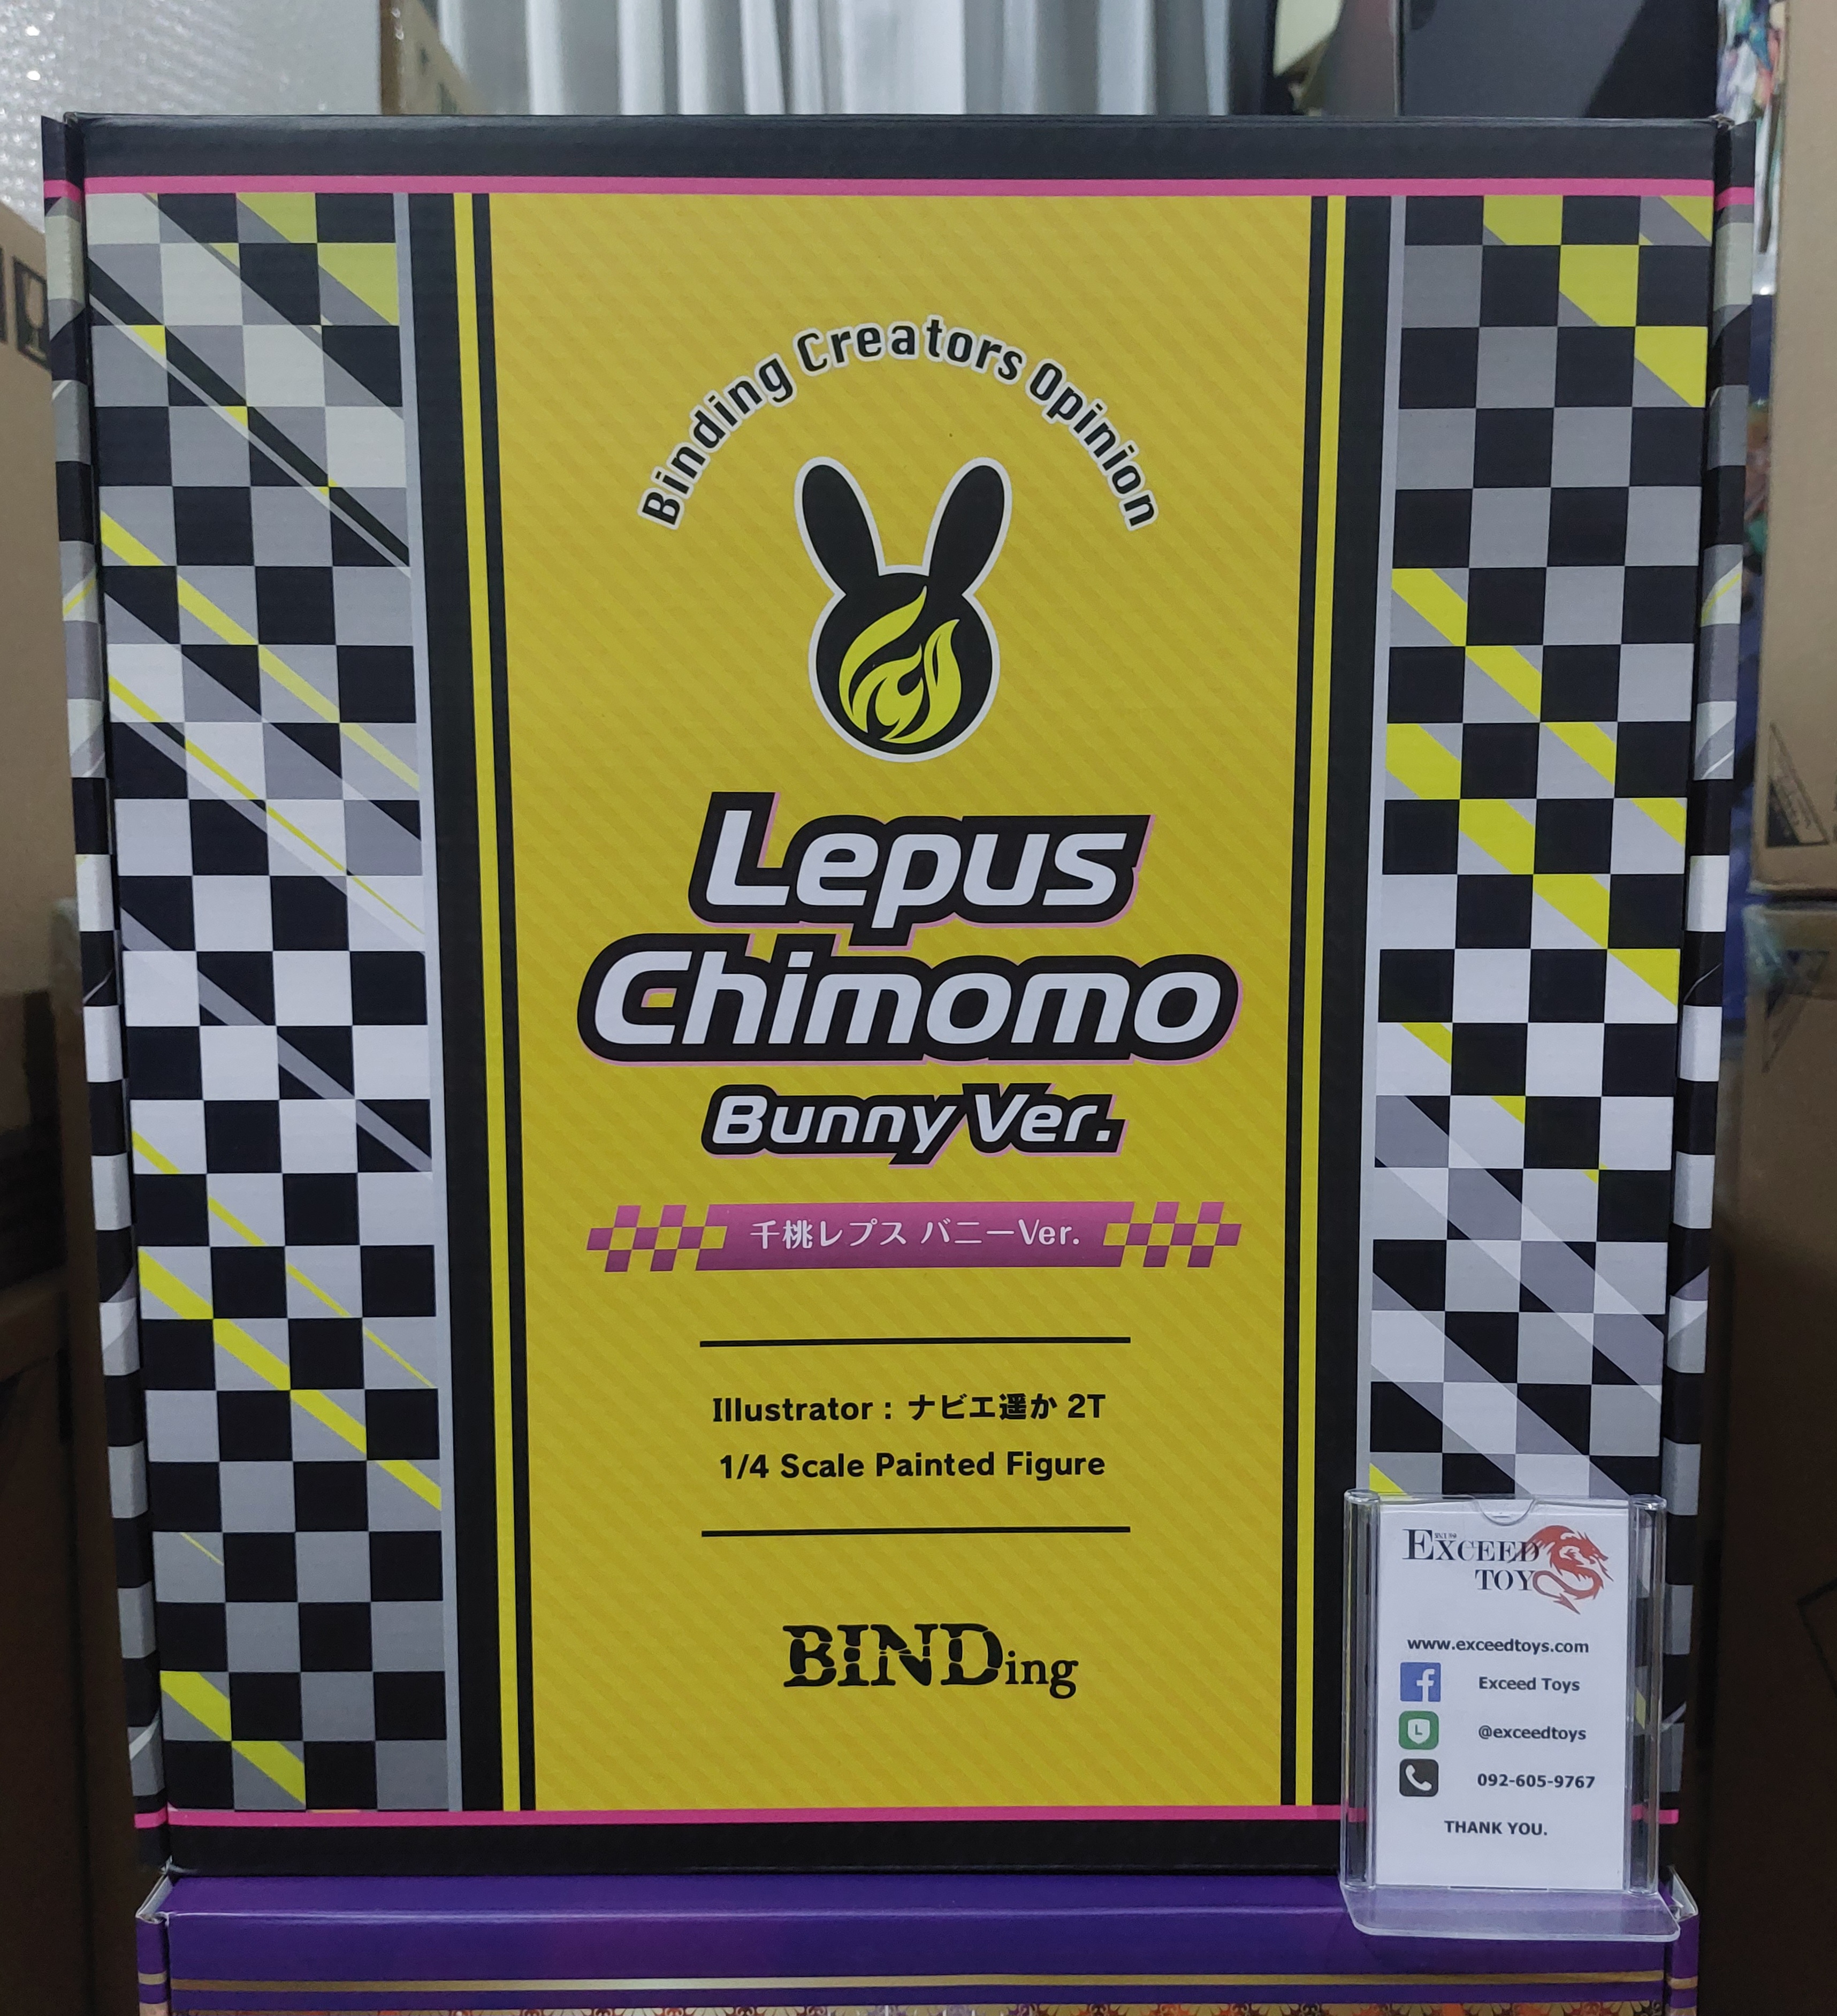 Binding Creators Opinion
Lepus
Chimomo
Bunny Ver.
千桃レプス バニーVer.
Illustrator : ナビエ遥か 2T
1/4 Scale Painted Figure
BINDing
EXCEED
TOY
www.exceedtoys.com
Exceed Toys
@exceedtoys
092-605-9767
THANK YOU.